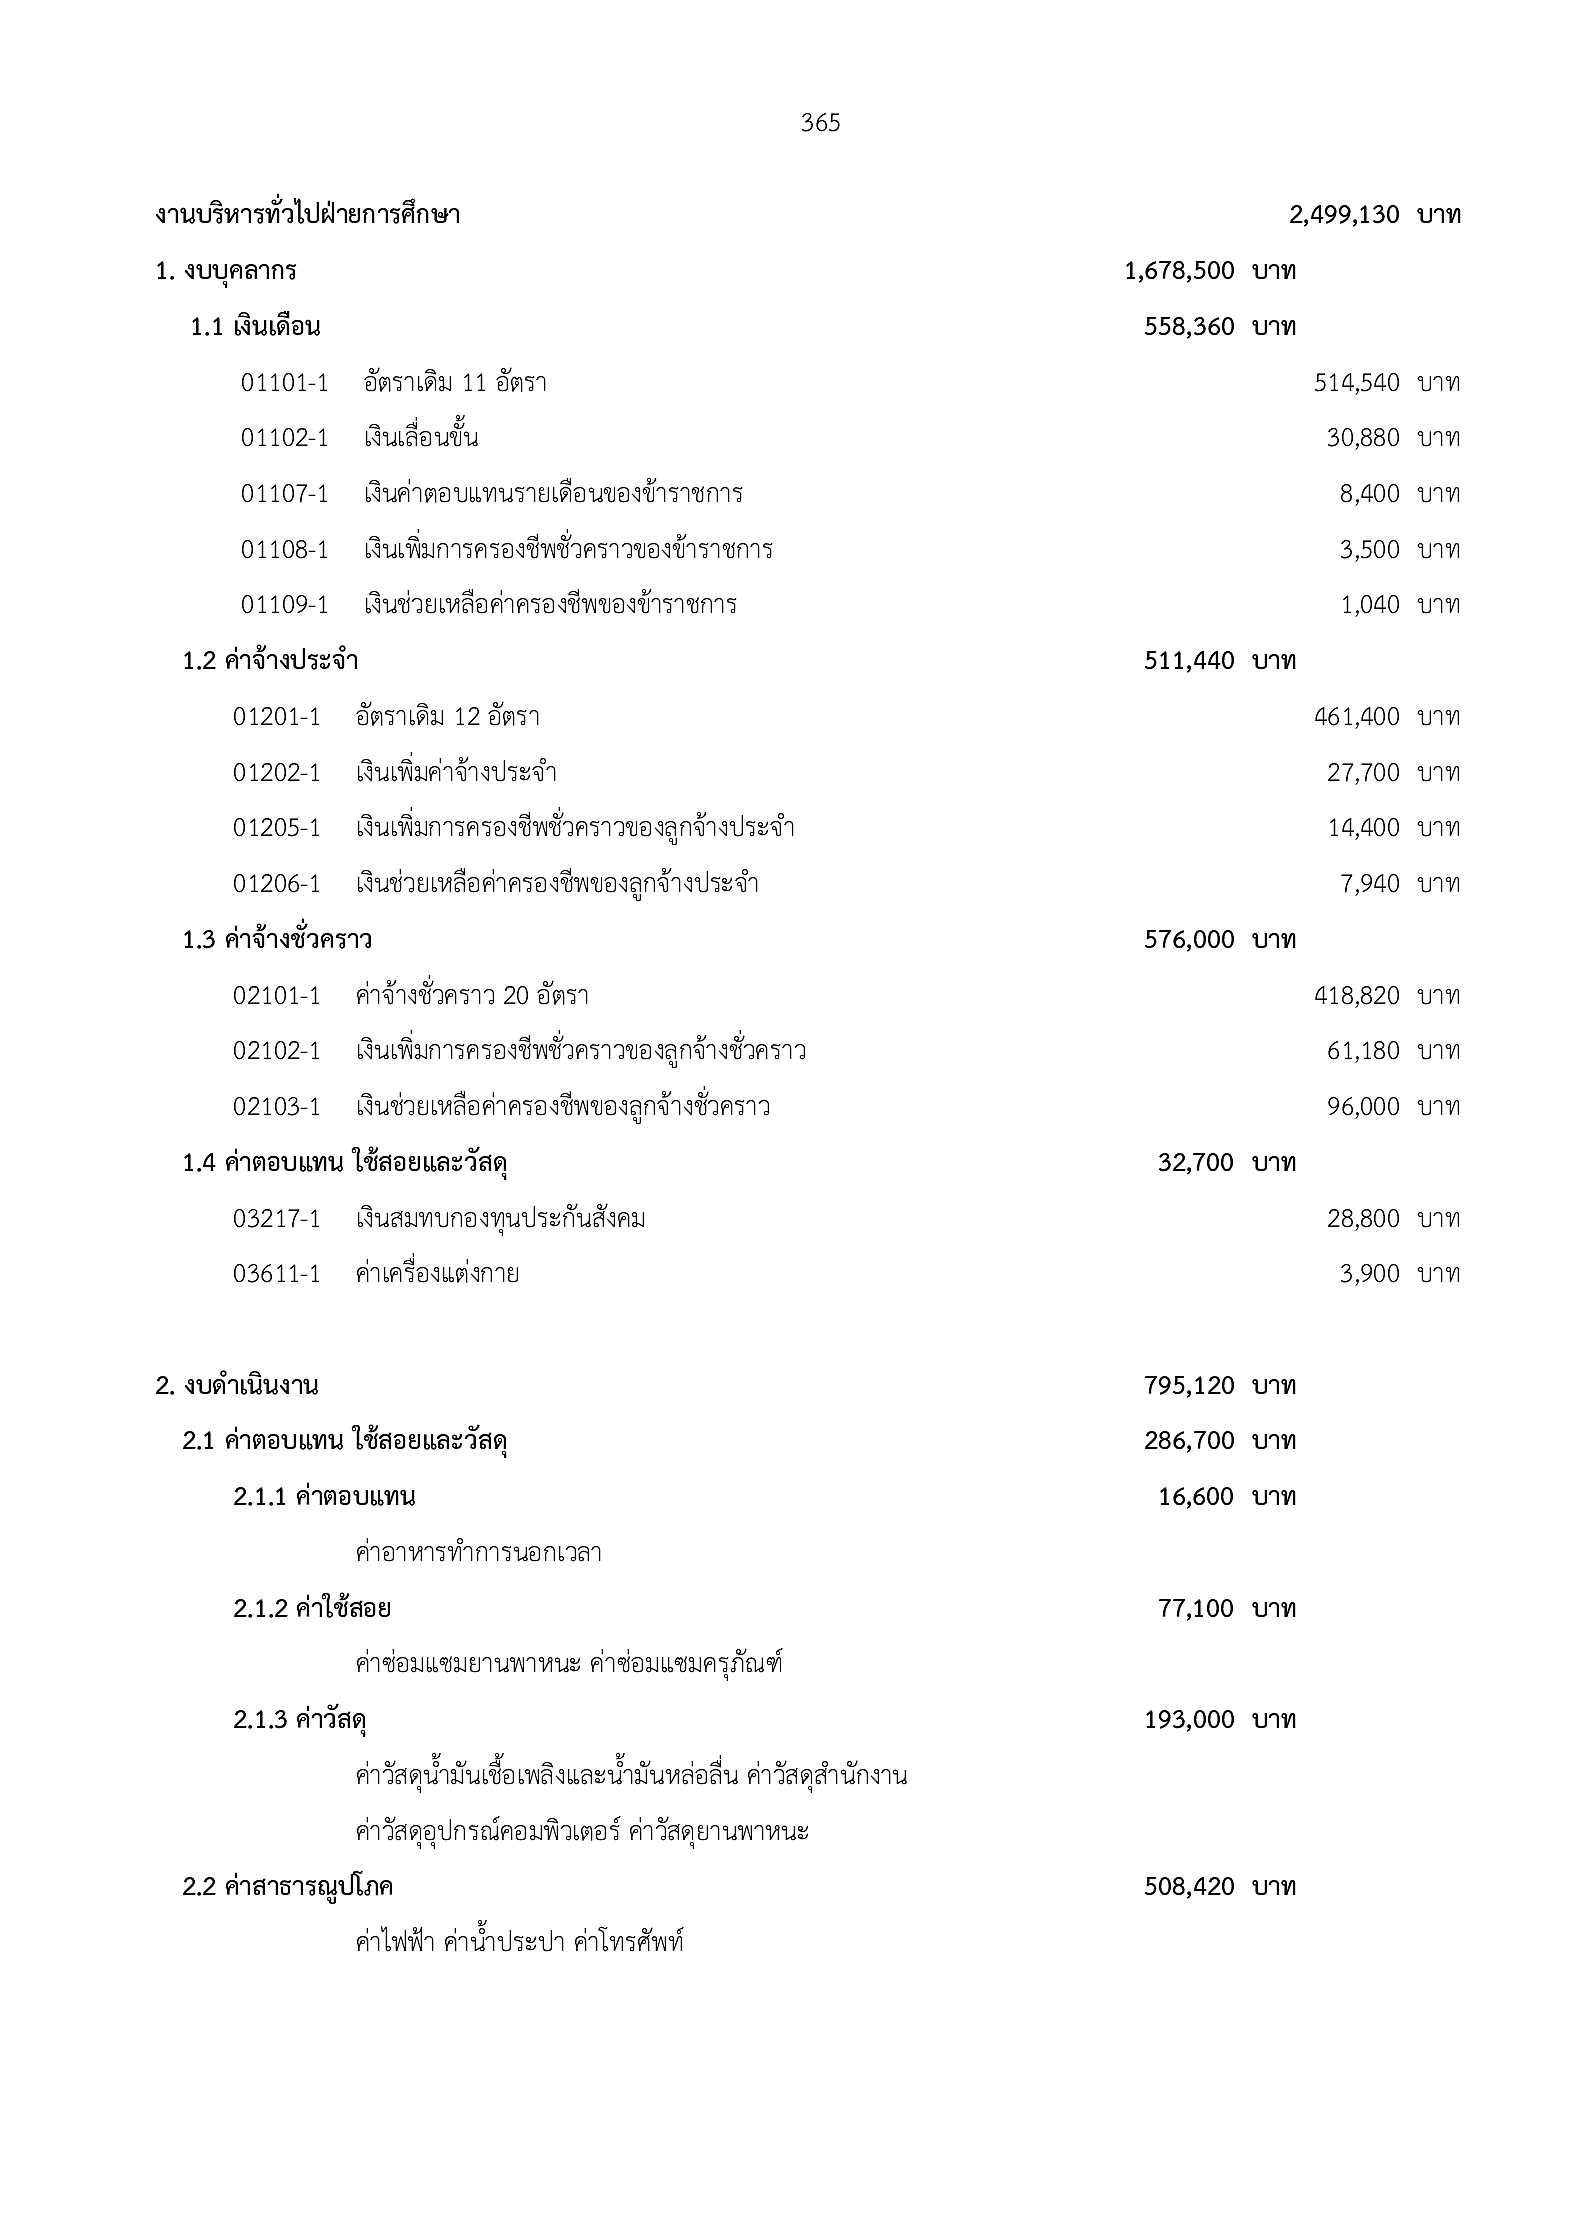 365
งานบริหารทั่วไปฝ่ายการศึกษา 2,499,130 บาท
1. งบบุคลากร 1,678,500 บาท
1.1 เงินเดือน 558,360 บาท
01101-1 อัตราเดิม 11 อัตรา 514,540 บาท
01102-1 เงินเลื่อนขั้น 30,880 บาท
01107-1 เงินค่าตอบแทนรายเดือนของข้าราชการ 8,400 บาท
01108-1 เงินเพิ่มการครองชีพชั่วคราวของข้าราชการ 3,500 บาท
01109-1 เงินช่วยเหลือค่าครองชีพของข้าราชการ 1,040 บาท
1.2 ค่าจ้างประจำ 511,440 บาท
01201-1 อัตราเดิม 12 อัตรา 461,400 บาท
01202-1 เงินเพิ่มค่าจ้างประจำ 27,700 บาท
01205-1 เงินเพิ่มการครองชีพชั่วคราวของลูกจ้างประจำ 14,400 บาท
01206-1 เงินช่วยเหลือค่าครองชีพของลูกจ้างประจำ 7,940 บาท
1.3 ค่าจ้างชั่วคราว 576,000 บาท
02101-1 ค่าจ้างชั่วคราว 20 อัตรา 418,820 บาท
02102-1 เงินเพิ่มการครองชีพชั่วคราวของลูกจ้างชั่วคราว 61,180 บาท
02103-1 เงินช่วยเหลือค่าครองชีพของลูกจ้างชั่วคราว 96,000 บาท
1.4 ค่าตอบแทน ใช้สอยและวัสดุ 32,700 บาท
03217-1 เงินสมทบกองทุนประกันสังคม 28,800 บาท
03611-1 ค่าเครื่องแต่งกาย 3,900 บาท
2. งบดำเนินงาน 795,120 บาท
2.1 ค่าตอบแทน ใช้สอยและวัสดุ 286,700 บาท
2.1.1 ค่าตอบแทน 16,600 บาท
ค่าอาหารทำการนอกเวลา
2.1.2 ค่าใช้สอย 77,100 บาท
ค่าซ่อมแซมยานพาหนะ ค่าซ่อมแซมครุภัณฑ์
2.1.3 ค่าวัสดุ 193,000 บาท
ค่าวัสดุน้ำมันเชื้อเพลิงและน้ำมันหล่อลื่น ค่าวัสดุสำนักงาน
ค่าวัสดุอุปกรณ์คอมพิวเตอร์ ค่าวัสดุยานพาหนะ
2.2 ค่าสาธารณูปโภค 508,420 บาท
ค่าไฟฟ้า ค่าน้ำประปา ค่าโทรศัพท์